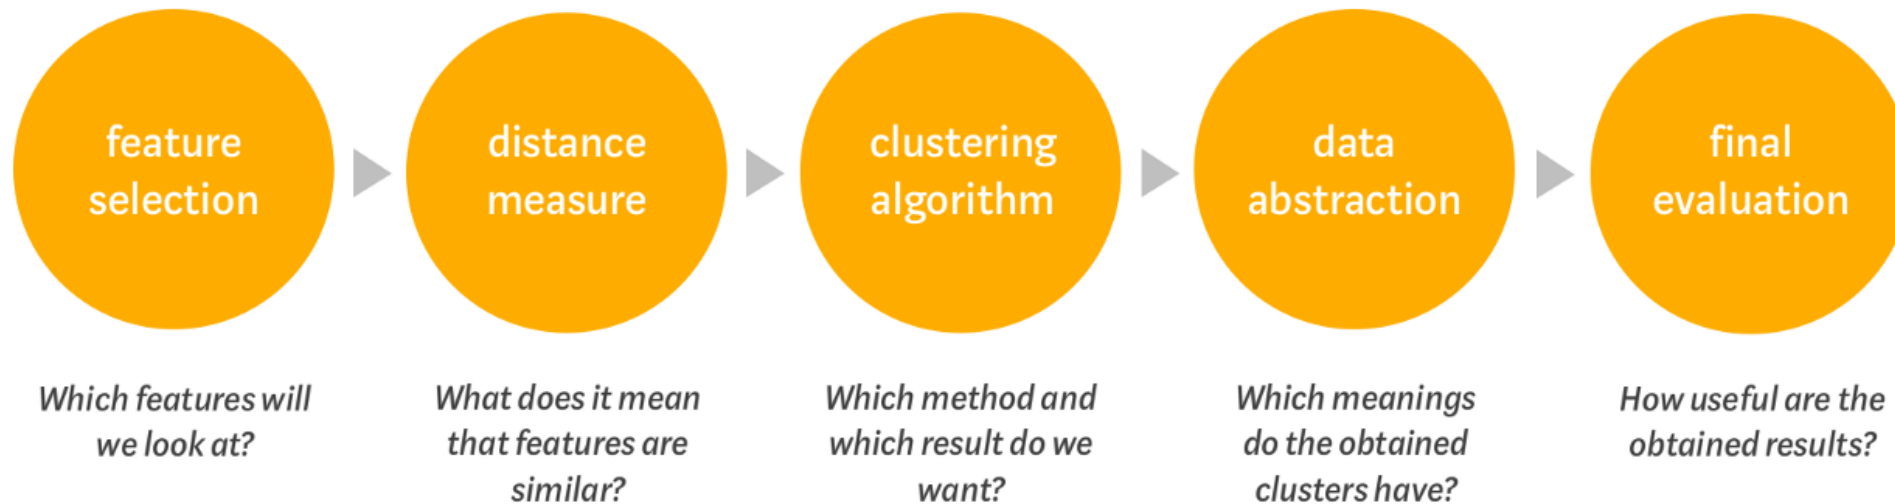 feature
selection
distance
measure
clustering
algorithm
data
abstraction
final
evaluation
Which features will
we look at?
What does it mean
that features are
similar?
Which method and
which result do we
want?
Which meanings
do the obtained
clusters have?
How useful are the
obtained results?